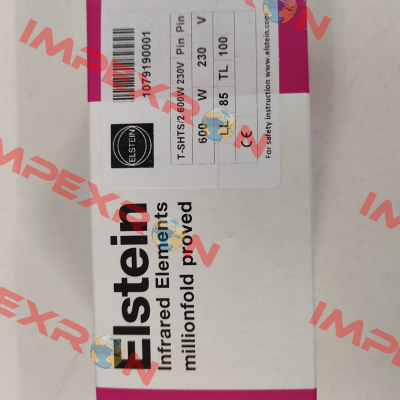 1079190001
ELSTEIN
T-SHTS/2 600W 230V Pin Pin
600 W 230 V
LL 85 TL 100
CE
For safety instruction www.elstein.com
Elstein
Infrared Elements
millionfold proved
IMPEXRON
IMPEXRON
IMPEXRON
IMPEXRON
IMPEXRON